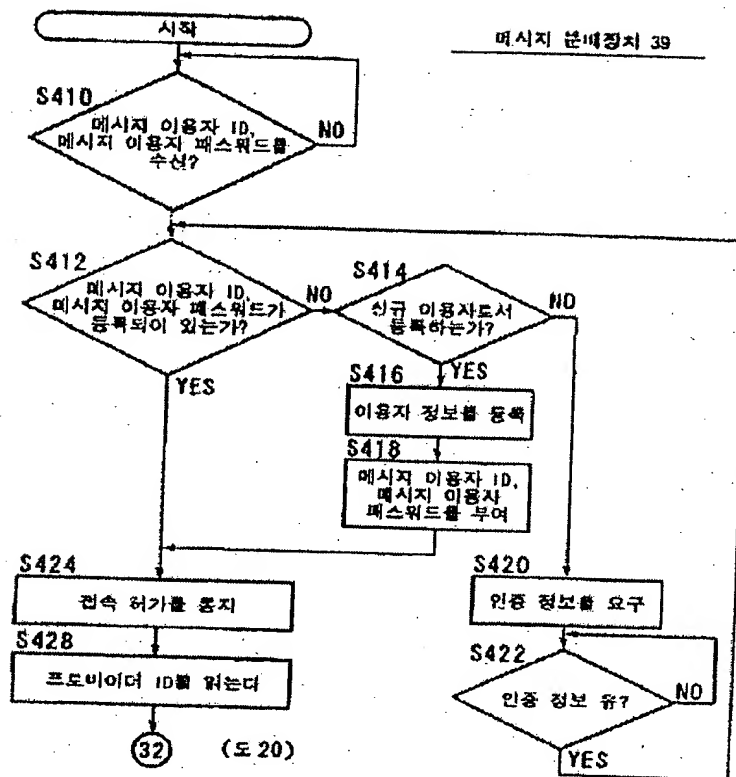 시작
메시지 분배장치 39
S410
메시지 이용자 ID,
메시지 이용자 패스워드를
수신?
NO
S412
메시지 이용자 ID,
메시지 이용자 패스워드가
등록되어 있는가?
NO
YES
S414
신규 이용자로서
등록하는가?
NO
YES
S416
이용자 정보를 등록
S418
메시지 이용자 ID,
메시지 이용자
패스워드를 부여
S424
접속 허가를 통지
S428
프로바이더 ID를 읽는다
32
(도 20)
S420
인증 정보를 요구
S422
인증 정보 유?
NO
YES